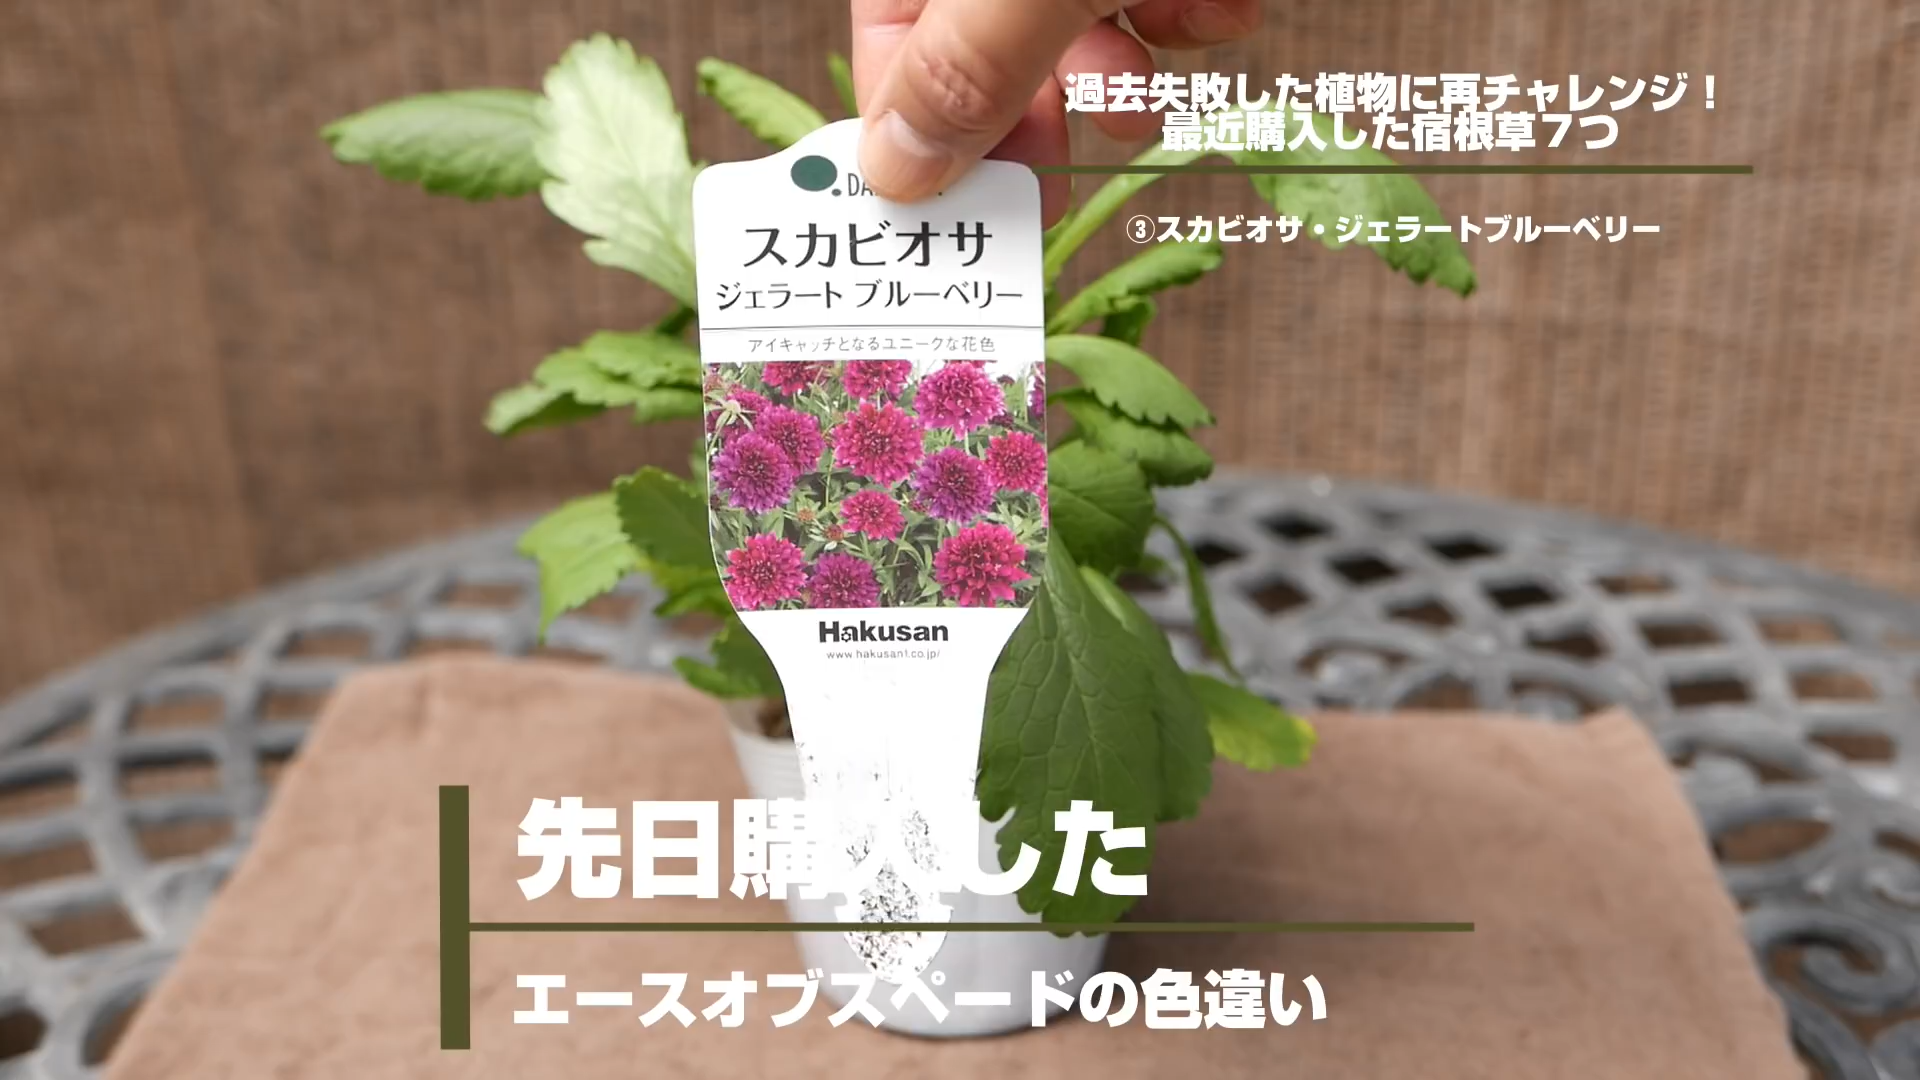 過去失敗した植物に再チャレンジ！
最近購入した宿根草７つ
③スカビオサ・ジェラートブルーベリー
スカビオサ
ジェラート ブルーベリー
アイキャッチとなるユニークな花色
Hakusan
www.hakusan1.co.jp/
先日購入した
エースオブスペードの色違い